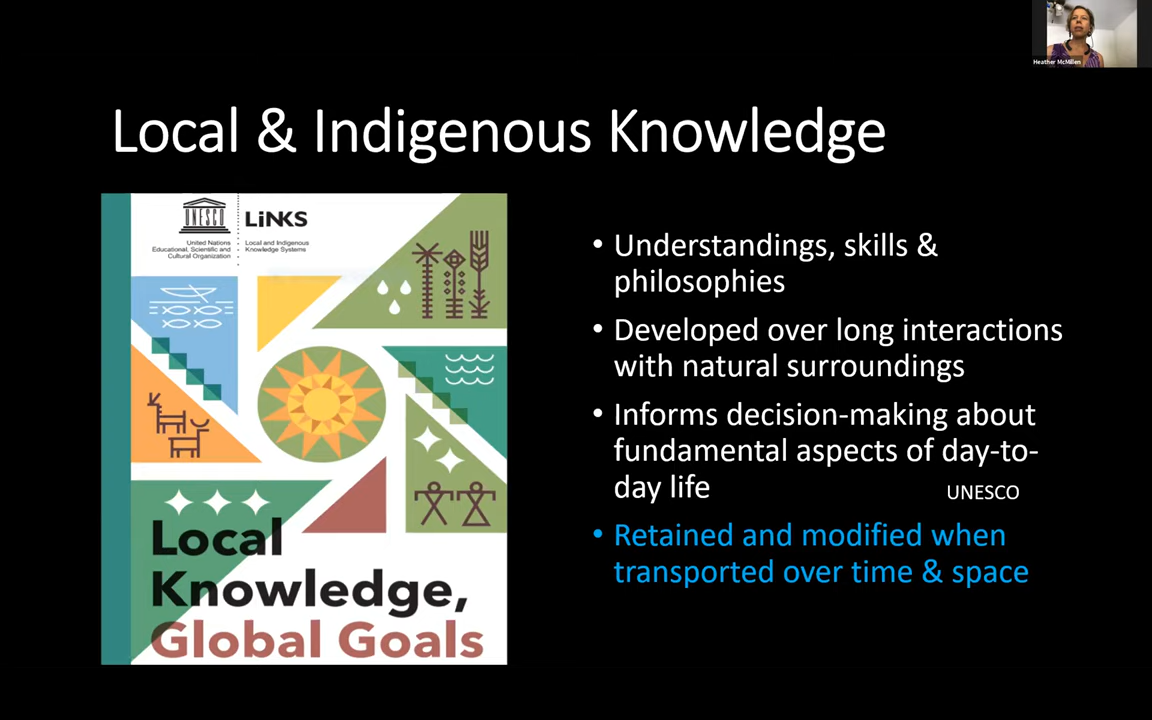 Heather McMillen
Local & Indigenous Knowledge
UNESCO
LiNKS
United Nations
Educational, Scientific and
Cultural Organization
Local and Indigenous
Knowledge Systems
Local
Knowledge,
Global Goals
• Understandings, skills &
philosophies
• Developed over long interactions
with natural surroundings
• Informs decision-making about
fundamental aspects of day-to-
day life
UNESCO
• Retained and modified when
transported over time & space